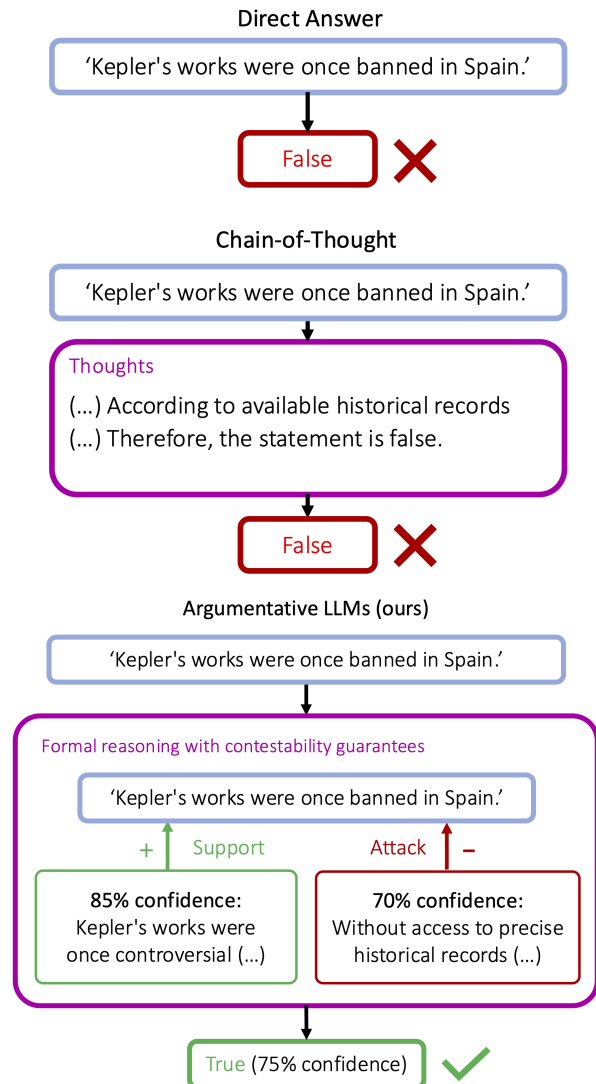 Direct Answer
‘Kepler's works were once banned in Spain.’
False
Chain-of-Thought
‘Kepler's works were once banned in Spain.’
Thoughts
(…) According to available historical records
(…) Therefore, the statement is false.
False
Argumentative LLMs (ours)
‘Kepler's works were once banned in Spain.’
Formal reasoning with contestability guarantees
‘Kepler's works were once banned in Spain.’
+ Support
Attack –
85% confidence:
Kepler's works were
once controversial (…)
70% confidence:
Without access to precise
historical records (…)
True (75% confidence)